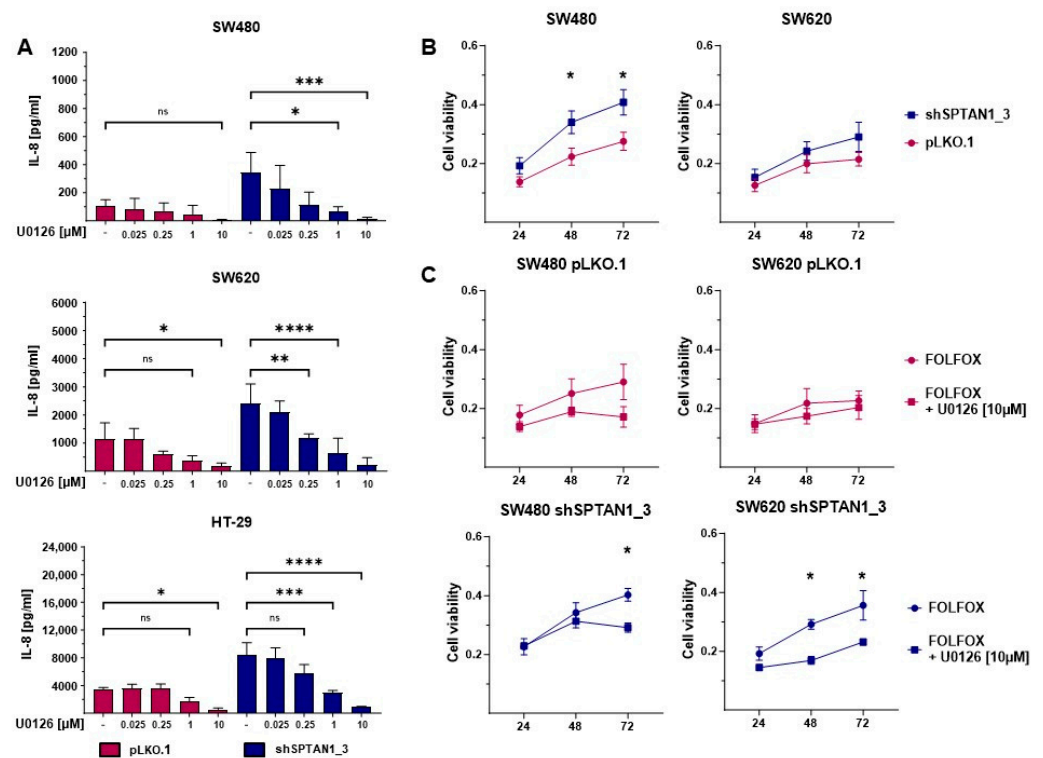 A
SW480
IL-8 [pg/ml]
1200
1000
800
600
400
200
ns
***
*
U0126 [µM]
- 0.025 0.25 1 10 - 0.025 0.25 1 10
SW620
IL-8 [pg/ml]
6000
5000
4000
3000
2000
1000
*
ns
****
**
U0126 [µM]
- 0.025 0.25 1 10 - 0.025 0.25 1 10
HT-29
IL-8 [pg/ml]
24,000
21,000
18,000
12,000
8000
4000
*
ns
****
***
ns
U0126 [µM]
- 0.025 0.25 1 10 - 0.025 0.25 1 10
pLKO.1 shSPTAN1_3
B
SW480
Cell viability
0.6
0.4
0.2
* *
24 48 72
SW620
Cell viability
0.6
0.4
0.2
24 48 72
shSPTAN1_3
pLKO.1
C
SW480 pLKO.1
Cell viability
0.6
0.4
0.2
24 48 72
SW620 pLKO.1
Cell viability
0.6
0.4
0.2
24 48 72
FOLFOX
FOLFOX
+ U0126 [10µM]
SW480 shSPTAN1_3
Cell viability
0.6
0.4
0.2
*
24 48 72
SW620 shSPTAN1_3
Cell viability
0.6
0.4
0.2
* *
24 48 72
FOLFOX
FOLFOX
+ U0126 [10µM]